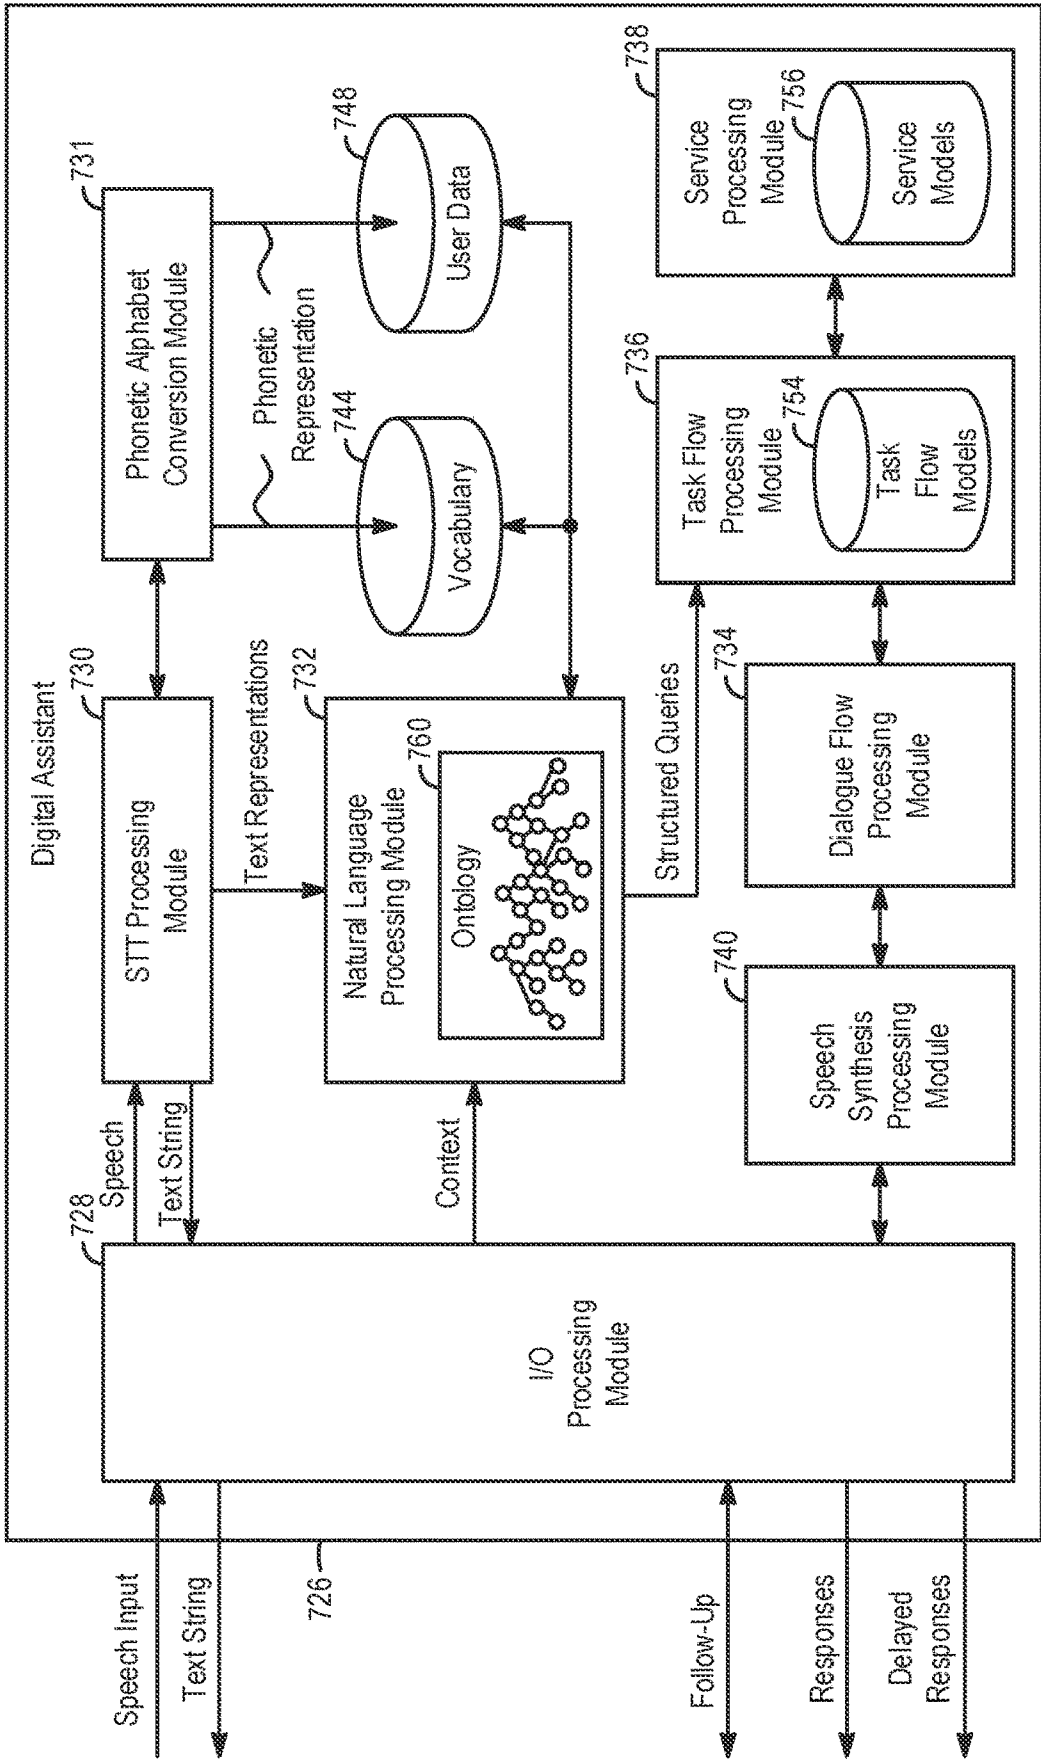 Digital Assistant
Speech Input
Text String
Follow-Up
Responses
Delayed
Responses
726
728
I/O
Processing
Module
Speech
Text String
Context
730
STT Processing
Module
Text Representations
731
Phonetic Alphabet
Conversion Module
Phonetic
Representation
744
Vocabulary
748
User Data
732
Natural Language
Processing Module
760
Ontology
Structured Queries
740
Speech
Synthesis
Processing
Module
734
Dialogue Flow
Processing
Module
736
Task Flow
Processing
Module
754
Task
Flow
Models
738
Service
Processing
Module
756
Service
Models